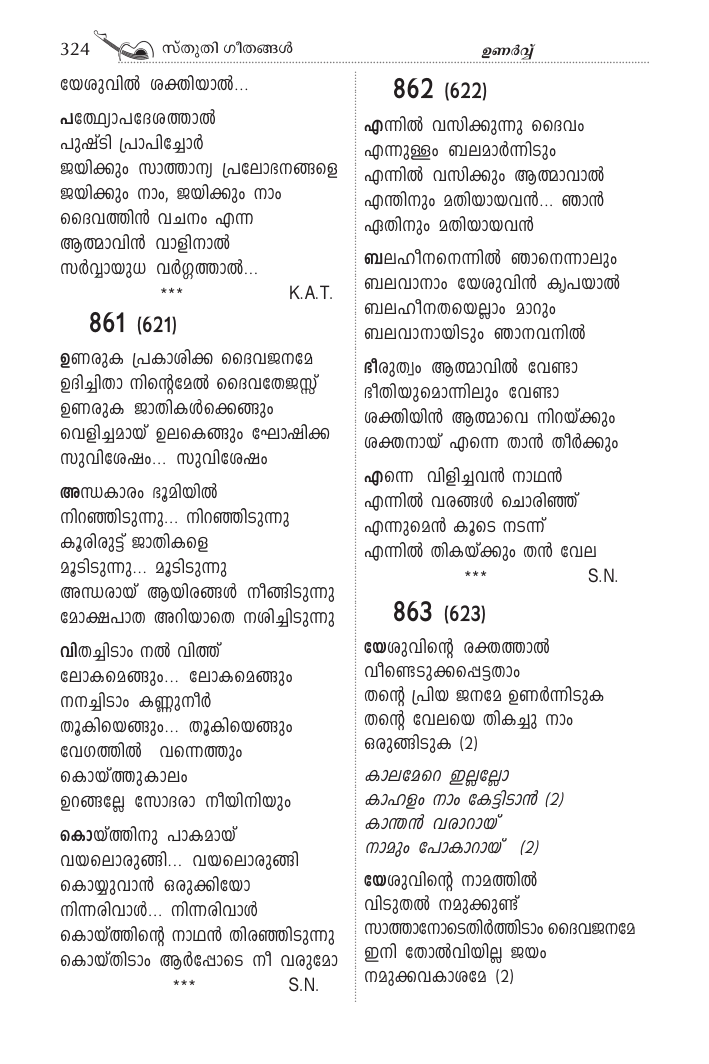 324 സ്തുതി ഗീതങ്ങൾ
ഉണർവ്വ്
യേശുവിൽ ശക്തിയാൽ...
പത്ഥ്യോപദേശത്താൽ
പുഷ്ടി പ്രാപിച്ചോർ
ജയിക്കും സാത്താന്യ പ്രലോഭനങ്ങളെ
ജയിക്കും നാം, ജയിക്കും നാം
ദൈവത്തിൻ വചനം എന്ന
ആത്മാവിൻ വാളിനാൽ
സർവ്വായുധ വർഗ്ഗത്താൽ...
*** K.A.T.
861 (621)
ഉണരുക പ്രകാശിക്ക ദൈവജനമേ
ഉദിച്ചിതാ നിന്റെമേൽ ദൈവതേജസ്സ്
ഉണരുക ജാതികൾക്കെങ്ങും
വെളിച്ചമായ് ഉലകെങ്ങും ഘോഷിക്ക
സുവിശേഷം... സുവിശേഷം
അന്ധകാരം ഭൂമിയിൽ
നിറഞ്ഞിടുന്നു... നിറഞ്ഞിടുന്നു
കൂരിരുട്ട് ജാതികളെ
മൂടിടുന്നു... മൂടിടുന്നു
അന്ധരായ് ആയിരങ്ങൾ നീങ്ങിടുന്നു
മോക്ഷപാത അറിയാതെ നശിച്ചിടുന്നു
വിതച്ചിടാം നൽ വിത്ത്
ലോകമെങ്ങും... ലോകമെങ്ങും
നനച്ചിടാം കണ്ണുനീർ
തൂകിയെങ്ങും... തൂകിയെങ്ങും
വേഗത്തിൽ വന്നെത്തും
കൊയ്ത്തുകാലം
ഉറങ്ങല്ലേ സോദരാ നീയിനിയും
കൊയ്ത്തിനു പാകമായ്
വയലൊരുങ്ങി... വയലൊരുങ്ങി
കൊയ്യുവാൻ ഒരുക്കിയോ
നിന്നരിവാൾ... നിന്നരിവാൾ
കൊയ്ത്തിന്റെ നാഥൻ തിരഞ്ഞിടുന്നു
കൊയ്തിടാം ആർപ്പോടെ നീ വരുമോ
*** S.N.
862 (622)
എന്നിൽ വസിക്കുന്നു ദൈവം
എന്നുള്ളം ബലമാർന്നിടും
എന്നിൽ വസിക്കും ആത്മാവാൽ
എന്തിനും മതിയായവൻ... ഞാൻ
ഏതിനും മതിയായവൻ
ബലഹീനനെന്നിൽ ഞാനെന്നാലും
ബലവാനാം യേശുവിൻ കൃപയാൽ
ബലഹീനതയെല്ലാം മാറും
ബലവാനായിടും ഞാനവനിൽ
ഭീരുത്വം ആത്മാവിൽ വേണ്ടാ
ഭീതിയുമൊന്നിലും വേണ്ടാ
ശക്തിയിൻ ആത്മാവെ നിറയ്ക്കും
ശക്തനായ് എന്നെ താൻ തീർക്കും
എന്നെ വിളിച്ചവൻ നാഥൻ
എന്നിൽ വരങ്ങൾ ചൊരിഞ്ഞ്
എന്നുമെൻ കൂടെ നടന്ന്
എന്നിൽ തികയ്ക്കും തൻ വേല
*** S.N.
863 (623)
യേശുവിന്റെ രക്തത്താൽ
വീണ്ടെടുക്കപ്പെട്ടതാം
തന്റെ പ്രിയ ജനമേ ഉണർന്നിടുക
തന്റെ വേലയെ തികച്ചു നാം
ഒരുങ്ങിടുക (2)
കാലമേറെ ഇല്ലല്ലോ
കാഹളം നാം കേട്ടിടാൻ (2)
കാന്തൻ വരാറായ്
നാമും പോകാറായ് (2)
യേശുവിന്റെ നാമത്തിൽ
വിടുതൽ നമുക്കുണ്ട്
സാത്താനോടെതിർത്തിടാം ദൈവജനമേ
ഇനി തോൽവിയില്ല ജയം
നമുക്കവകാശമേ (2)